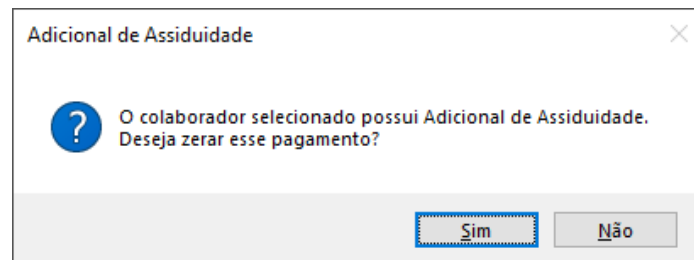 Adicional de Assiduidade
?
O colaborador selecionado possui Adicional de Assiduidade.
Deseja zerar esse pagamento?
Sim
Não